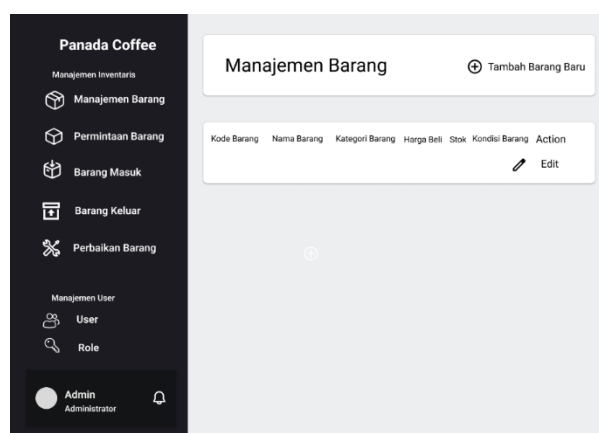 Panada Coffee
Manajemen Inventaris
Manajemen Barang
Permintaan Barang
Barang Masuk
Barang Keluar
Perbaikan Barang
Manajemen User
User
Role
Admin
Administrator
Manajemen Barang
Tambah Barang Baru
Kode Barang Nama Barang Kategori Barang Harga Beli Stok Kondisi Barang Action
Edit